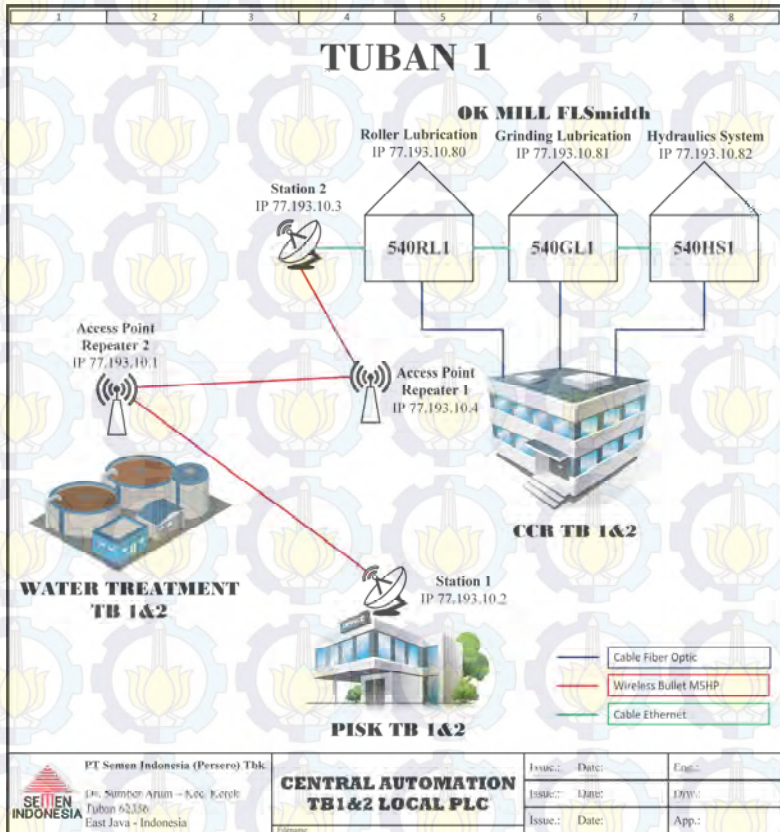 1 2 3 4 5 6 7 8
TUBAN 1
OK MILL FLSmidth
Roller Lubrication
IP 77.193.10.80
Grinding Lubrication
IP 77.193.10.81
Hydraulics System
IP 77.193.10.82
Station 2
IP 77.193.10.3
540RL1
540GL1
540HS1
Access Point
Repeater 2
IP 77.193.10.1
Access Point
Repeater 1
IP 77.193.10.4
CCR TB 1&2
WATER TREATMENT
TB 1&2
Station 1
IP 77.193.10.2
PISK TB 1&2
Cable Fiber Optic
Wireless Bullet M5HP
Cable Ethernet
SEMEN
INDONESIA
PT Semen Indonesia (Persero) Tbk
Ds. Sumber Arum – Kec. Kerek
Tuban 62356
East Java - Indonesia
CENTRAL AUTOMATION
TB1&2 LOCAL PLC
Filename
Issue.: Date: Eng.:
Issue.: Date:
Issue.: Date: App.: